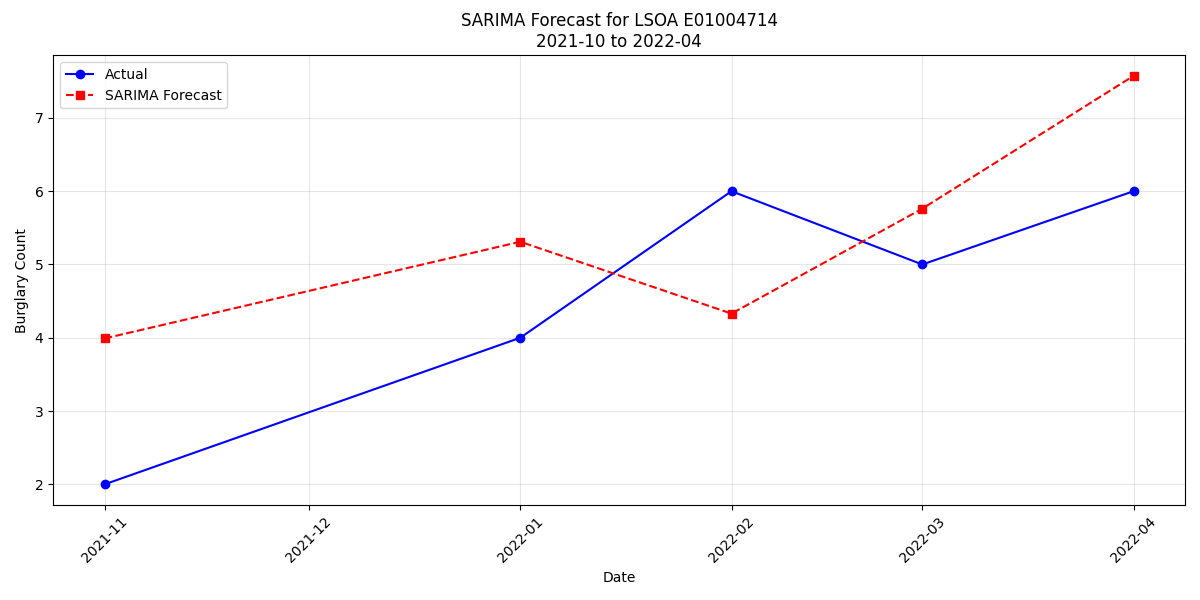 SARIMA Forecast for LSOA E01004714
2021-10 to 2022-04
Actual
SARIMA Forecast
Burglary Count
7
6
5
4
3
2
2021-11
2021-12
2022-01
2022-02
2022-03
2022-04
Date